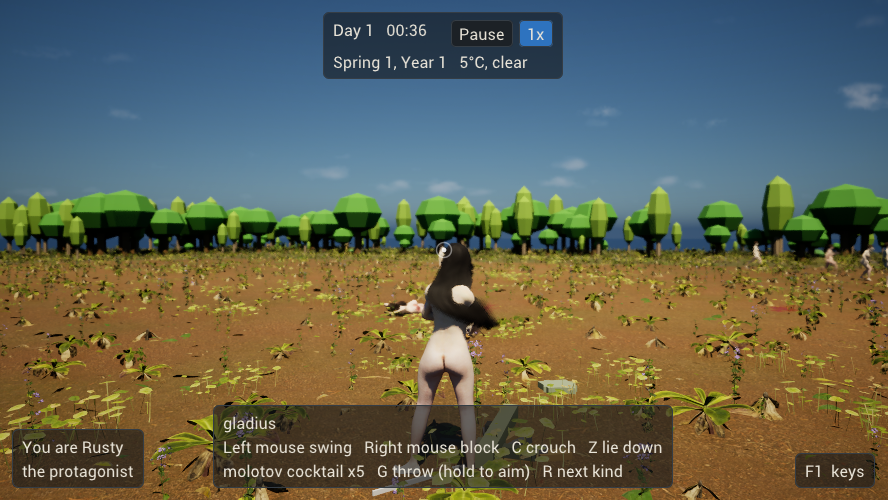 Day 1 00:36 Pause 1x
Spring 1, Year 1 5°C, clear
gladius
Left mouse swing Right mouse block C crouch Z lie down
molotov cocktail x5 G throw (hold to aim) R next kind
You are Rusty
the protagonist
F1 keys